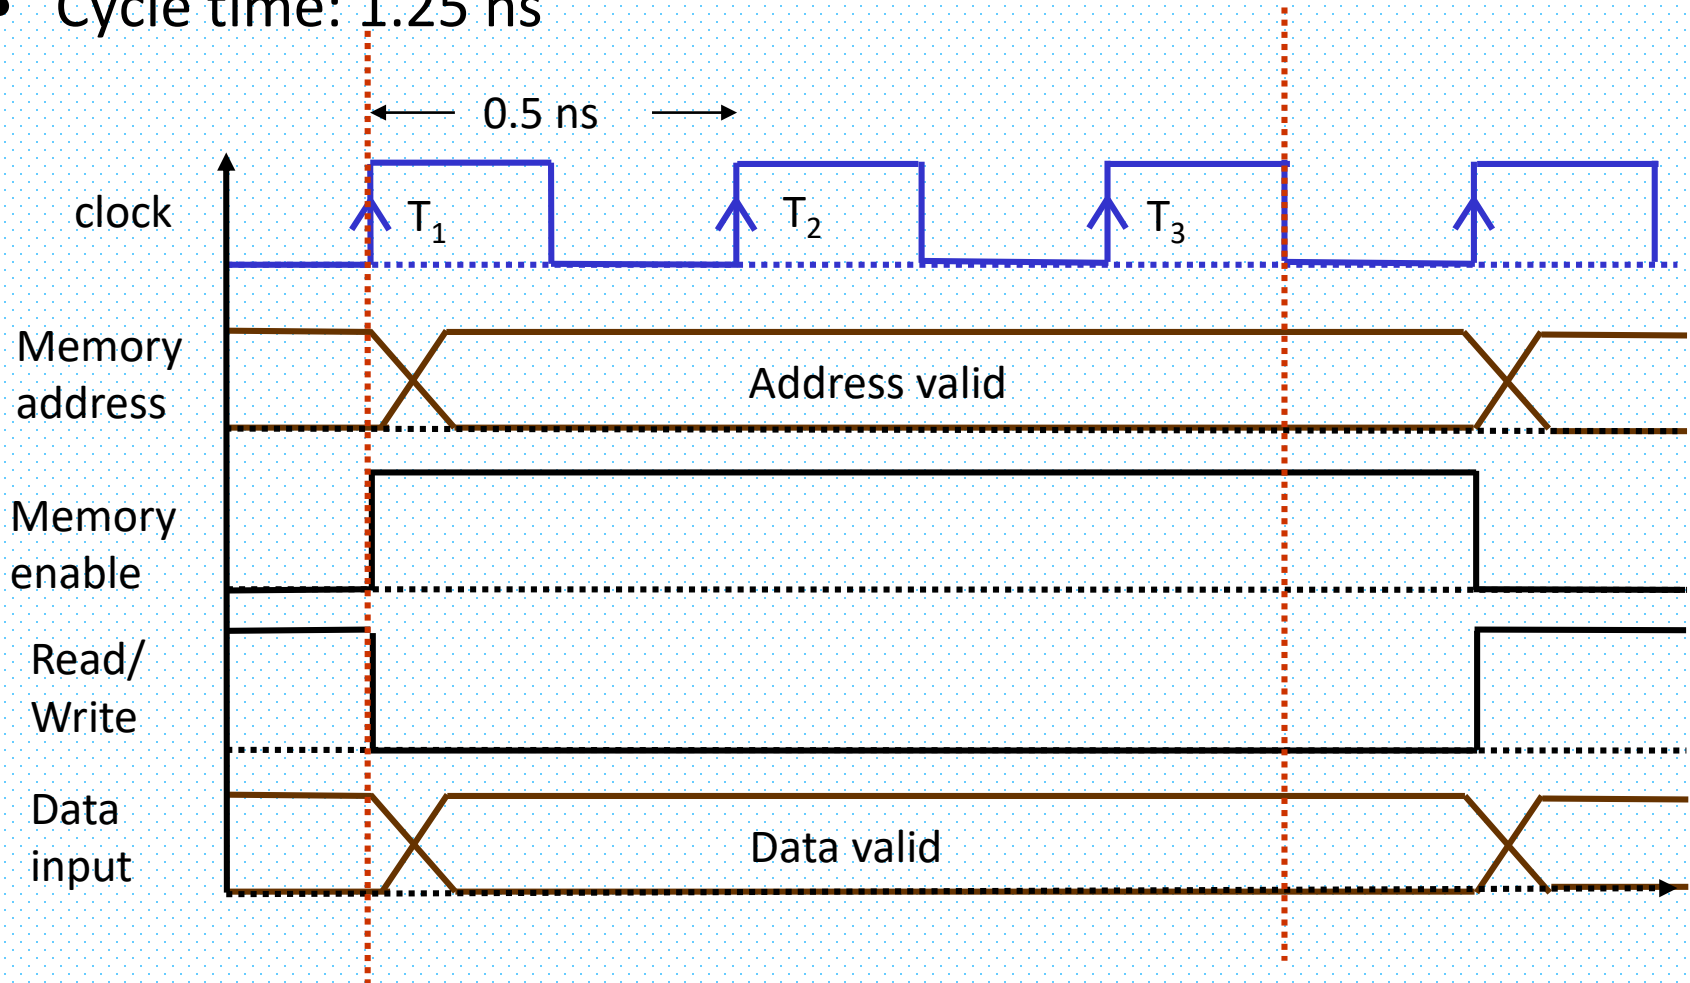 • Cycle time: 1.25 ns
0.5 ns
clock
T1
T2
T3
Memory
address
Address valid
Memory
enable
Read/
Write
Data
input
Data valid